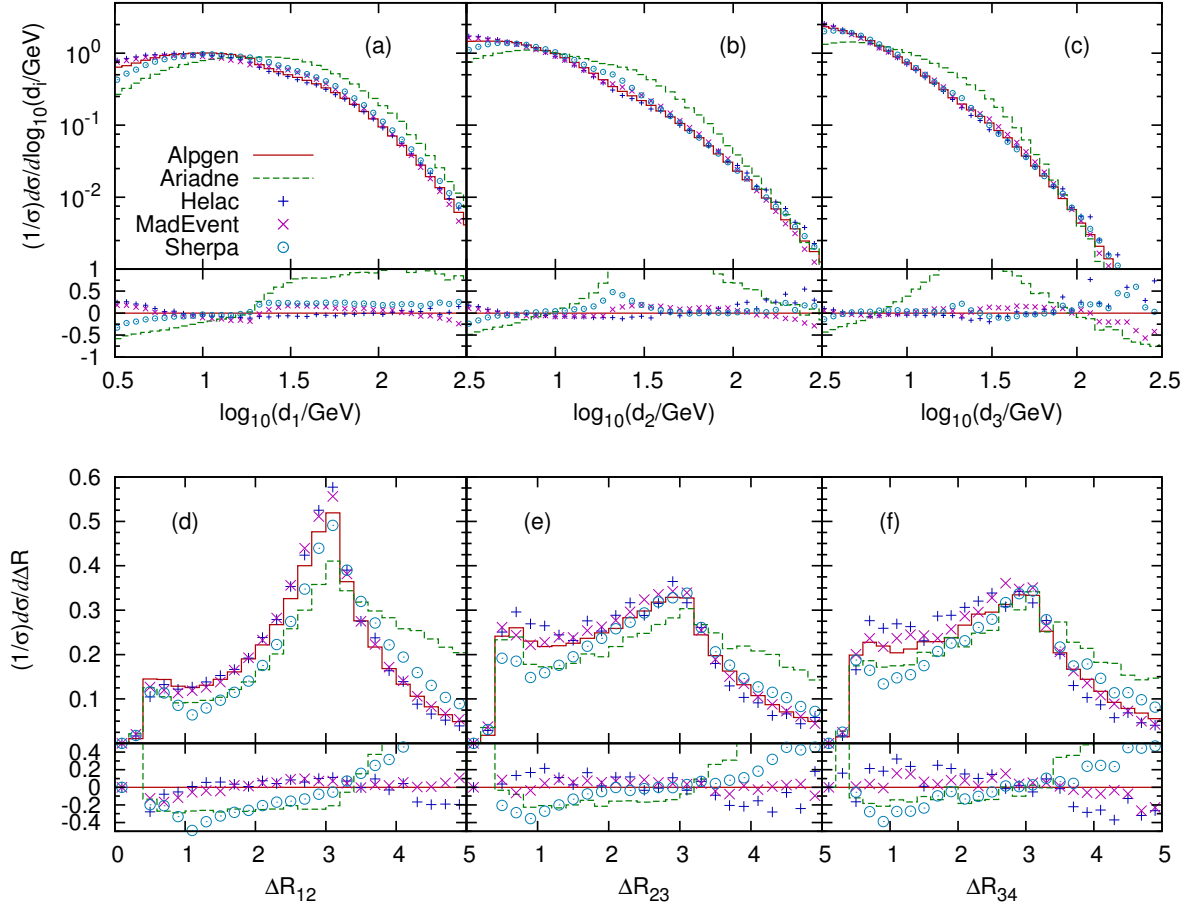 (1/σ)dσ/dlog10(di/GeV)
10^0
10^-1
10^-2
(a)
(b)
(c)
Alpgen
Ariadne
Helac
MadEvent
Sherpa
1
0.5
0
-0.5
-1
0.5 1 1.5 2 2.5 1 1.5 2 2.5 1 1.5 2 2.5
log10(d1/GeV)
log10(d2/GeV)
log10(d3/GeV)
(1/σ)dσ/dΔR
0.6
0.5
0.4
0.3
0.2
0.1
(d)
(e)
(f)
0.4
0.2
0
-0.2
-0.4
0 1 2 3 4 5 1 2 3 4 5 1 2 3 4 5
ΔR12
ΔR23
ΔR34